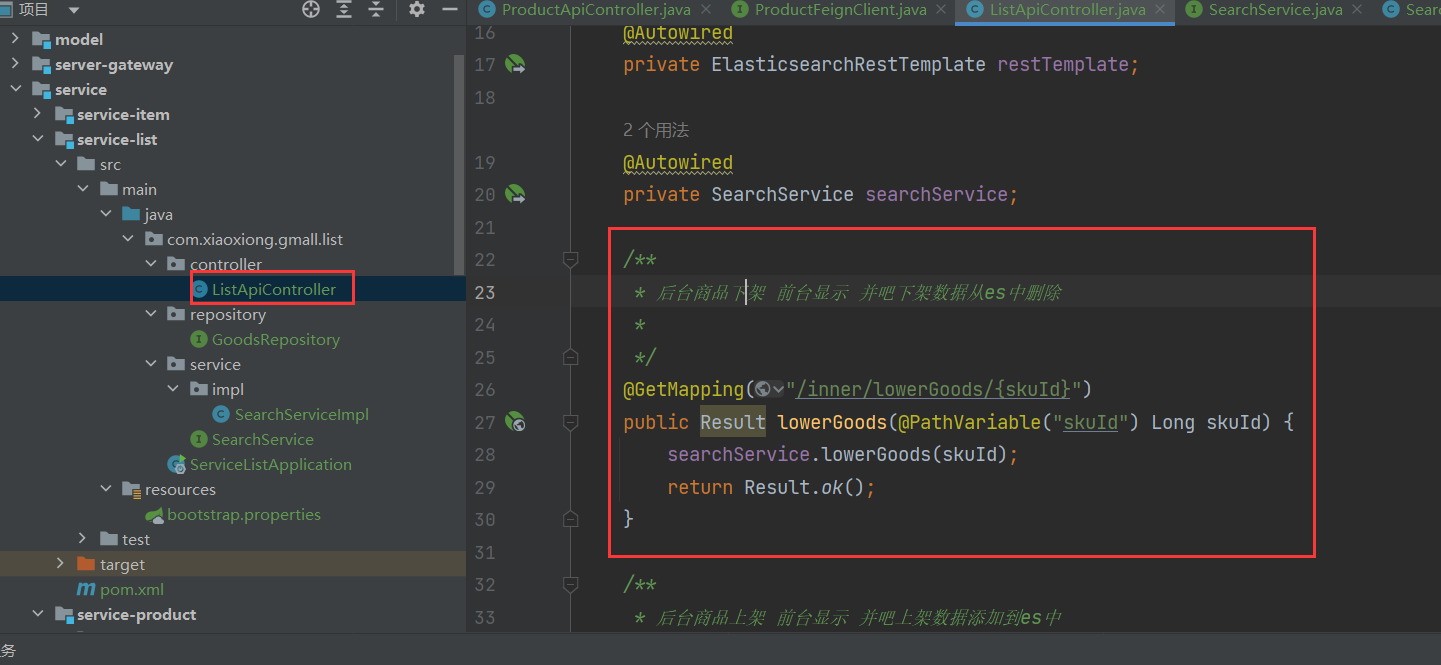 项目
ProductApiController.java
ProductFeignClient.java
ListApiController.java
SearchService.java
Sear
model
server-gateway
service
service-item
service-list
src
main
java
com.xiaoxiong.gmall.list
controller
ListApiController
repository
GoodsRepository
service
impl
SearchServiceImpl
SearchService
ServiceListApplication
resources
bootstrap.properties
test
target
pom.xml
service-product
务
16 @Autowired
17 private ElasticsearchRestTemplate restTemplate;
18
2 个用法
19 @Autowired
20 private SearchService searchService;
21
22 /**
23 * 后台商品下架 前台显示 并吧下架数据从es中删除
24 *
25 */
26 @GetMapping("/inner/lowerGoods/{skuId}")
27 public Result lowerGoods(@PathVariable("skuId") Long skuId) {
28 searchService.lowerGoods(skuId);
29 return Result.ok();
30 }
31
32 /**
33 * 后台商品上架 前台显示 并吧上架数据添加到es中